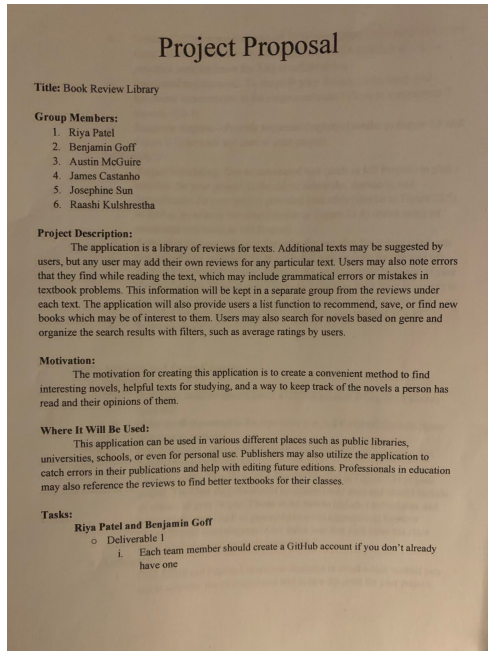 Project Proposal
Title: Book Review Library
Group Members:
1. Riya Patel
2. Benjamin Goff
3. Austin McGuire
4. James Castanho
5. Josephine Sun
6. Raashi Kulshrestha
Project Description:
The application is a library of reviews for texts. Additional texts may be suggested by
users, but any user may add their own reviews for any particular text. Users may also note errors
that they find while reading the text, which may include grammatical errors or mistakes in
textbook problems. This information will be kept in a separate group from the reviews under
each text. The application will also provide users a list function to recommend, save, or find new
books which may be of interest to them. Users may also search for novels based on genre and
organize the search results with filters, such as average ratings by users.
Motivation:
The motivation for creating this application is to create a convenient method to find
interesting novels, helpful texts for studying, and a way to keep track of the novels a person has
read and their opinions of them.
Where It Will Be Used:
This application can be used in various different places such as public libraries,
universities, schools, or even for personal use. Publishers may also utilize the application to
catch errors in their publications and help with editing future editions. Professionals in education
may also reference the reviews to find better textbooks for their classes.
Tasks:
Riya Patel and Benjamin Goff
o Deliverable 1
i. Each team member should create a GitHub account if you don't already
have one